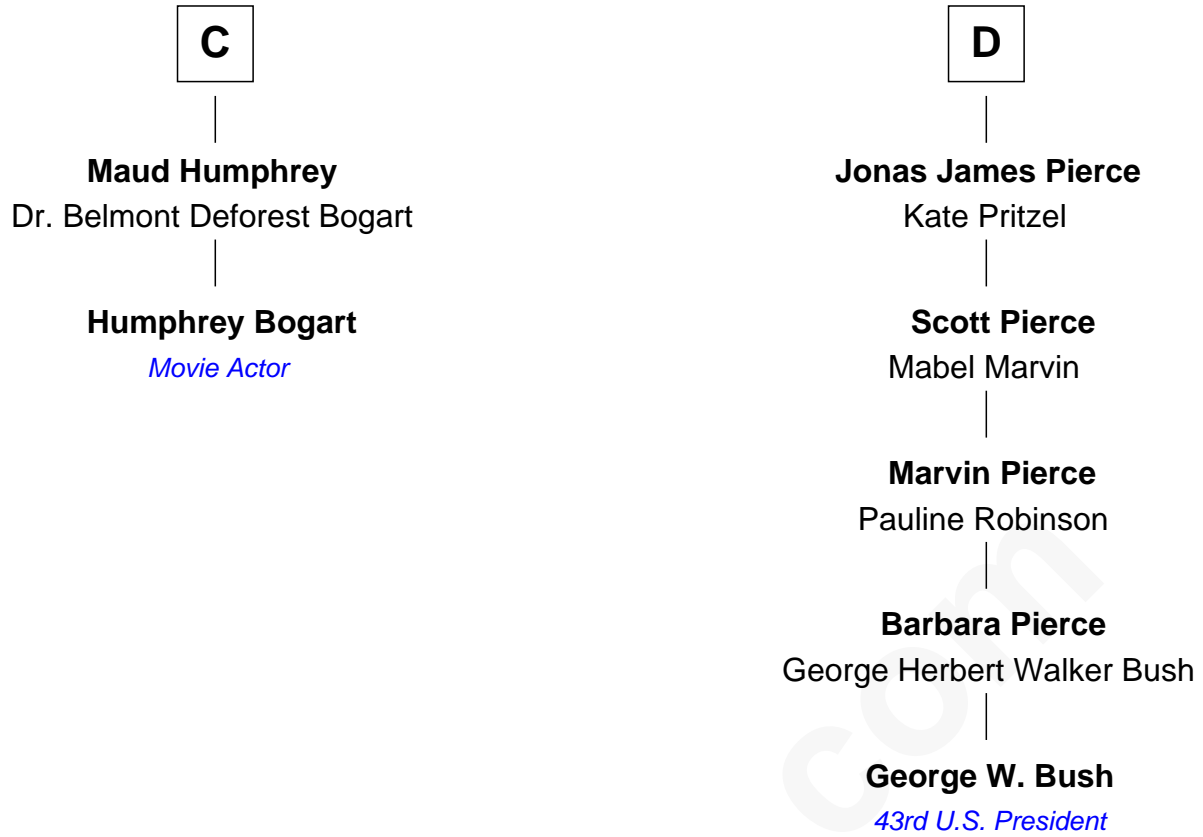 C
Maud Humphrey
Dr. Belmont Deforest Bogart
Humphrey Bogart
Movie Actor
D
Jonas James Pierce
Kate Pritzel
Scott Pierce
Mabel Marvin
Marvin Pierce
Pauline Robinson
Barbara Pierce
George Herbert Walker Bush
George W. Bush
43rd U.S. President
com